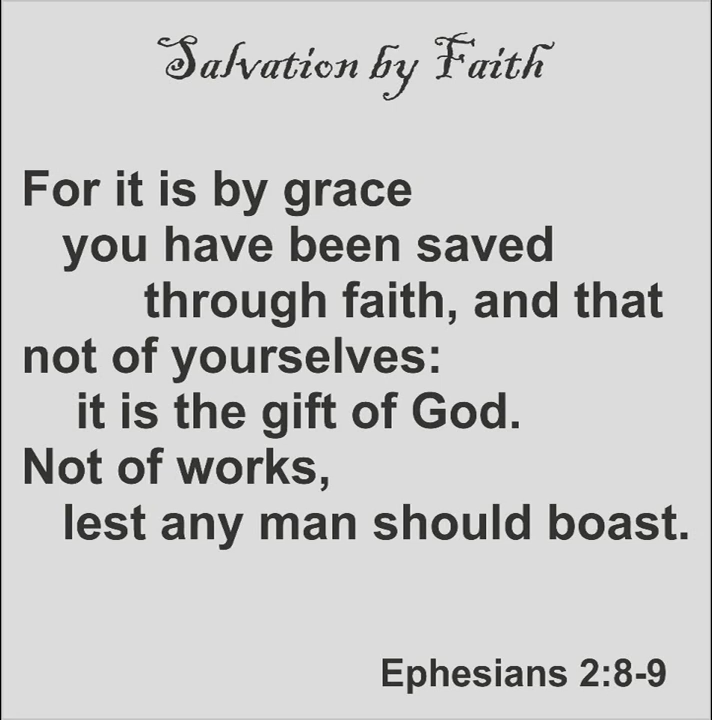 Salvation by Faith
For it is by grace
you have been saved
through faith, and that
not of yourselves:
it is the gift of God.
Not of works,
lest any man should boast.
Ephesians 2:8-9